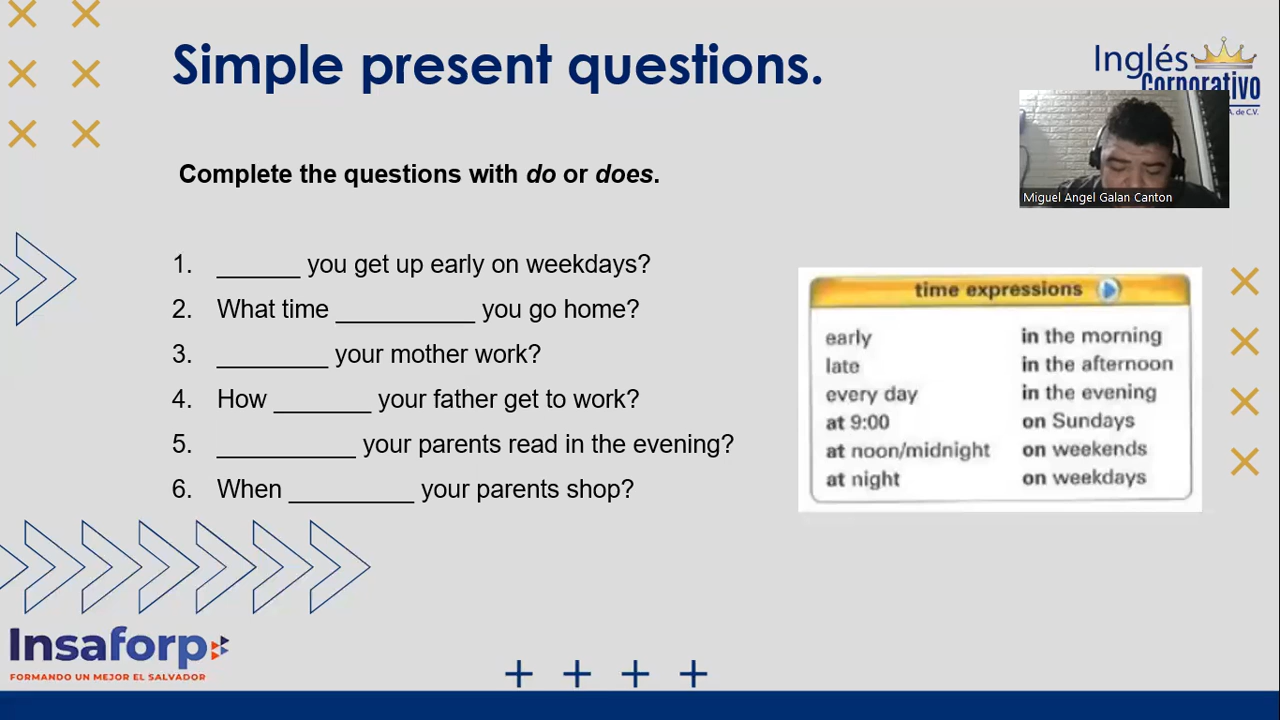 Simple present questions.
Inglés
Corporativo
A. de C.V.
Miguel Angel Galan Canton
Complete the questions with do or does.
1. ______ you get up early on weekdays?
2. What time __________ you go home?
3. ________ your mother work?
4. How _______ your father get to work?
5. __________ your parents read in the evening?
6. When _________ your parents shop?
time expressions
early
late
every day
at 9:00
at noon/midnight
at night
in the morning
in the afternoon
in the evening
on Sundays
on weekends
on weekdays
Insaforp
FORMANDO UN MEJOR EL SALVADOR